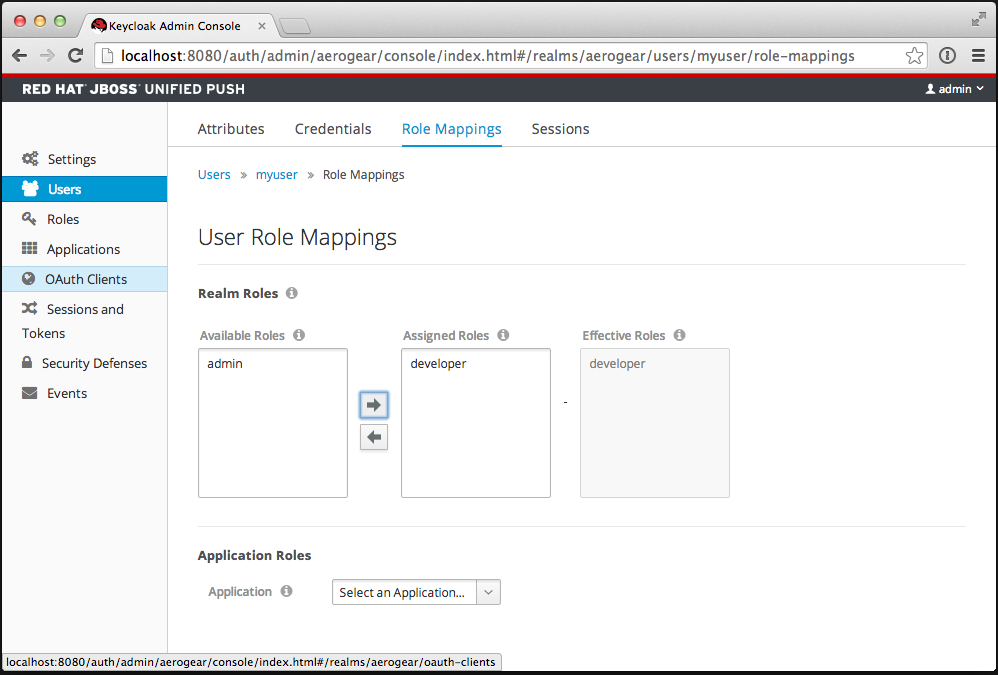 Keycloak Admin Console
localhost:8080/auth/admin/aerogear/console/index.html#/realms/aerogear/users/myuser/role-mappings
RED HAT® JBOSS® UNIFIED PUSH
admin
Attributes Credentials Role Mappings Sessions
Settings
Users
Roles
Applications
OAuth Clients
Sessions and
Tokens
Security Defenses
Events
Users » myuser » Role Mappings
User Role Mappings
Realm Roles
Available Roles Assigned Roles Effective Roles
admin developer - developer
Application Roles
Application Select an Application...
localhost:8080/auth/admin/aerogear/console/index.html#/realms/aerogear/oauth-clients